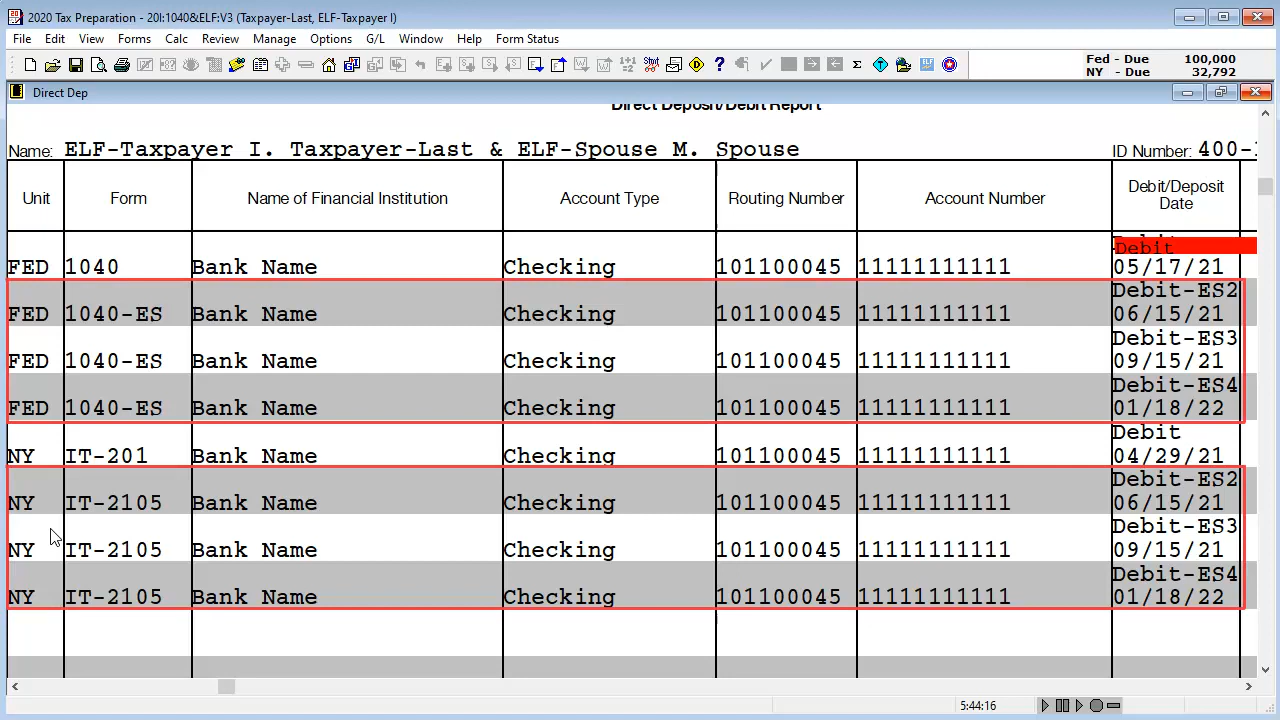 2020 Tax Preparation - 20I:1040&ELF:V3 (Taxpayer-Last, ELF-Taxpayer I)
File Edit View Forms Calc Review Manage Options G/L Window Help Form Status
Fed - Due 100,000
NY - Due 32,792
Direct Dep
Direct Deposit/Debit Report
Name: ELF-Taxpayer I. Taxpayer-Last & ELF-Spouse M. Spouse ID Number: 400-
Unit Form Name of Financial Institution Account Type Routing Number Account Number Debit/Deposit Date
Debit
FED 1040 Bank Name Checking 101100045 11111111111 05/17/21
Debit-ES2
FED 1040-ES Bank Name Checking 101100045 11111111111 06/15/21
Debit-ES3
FED 1040-ES Bank Name Checking 101100045 11111111111 09/15/21
Debit-ES4
FED 1040-ES Bank Name Checking 101100045 11111111111 01/18/22
Debit
NY IT-201 Bank Name Checking 101100045 11111111111 04/29/21
Debit-ES2
NY IT-2105 Bank Name Checking 101100045 11111111111 06/15/21
Debit-ES3
NY IT-2105 Bank Name Checking 101100045 11111111111 09/15/21
Debit-ES4
NY IT-2105 Bank Name Checking 101100045 11111111111 01/18/22
5:44:16